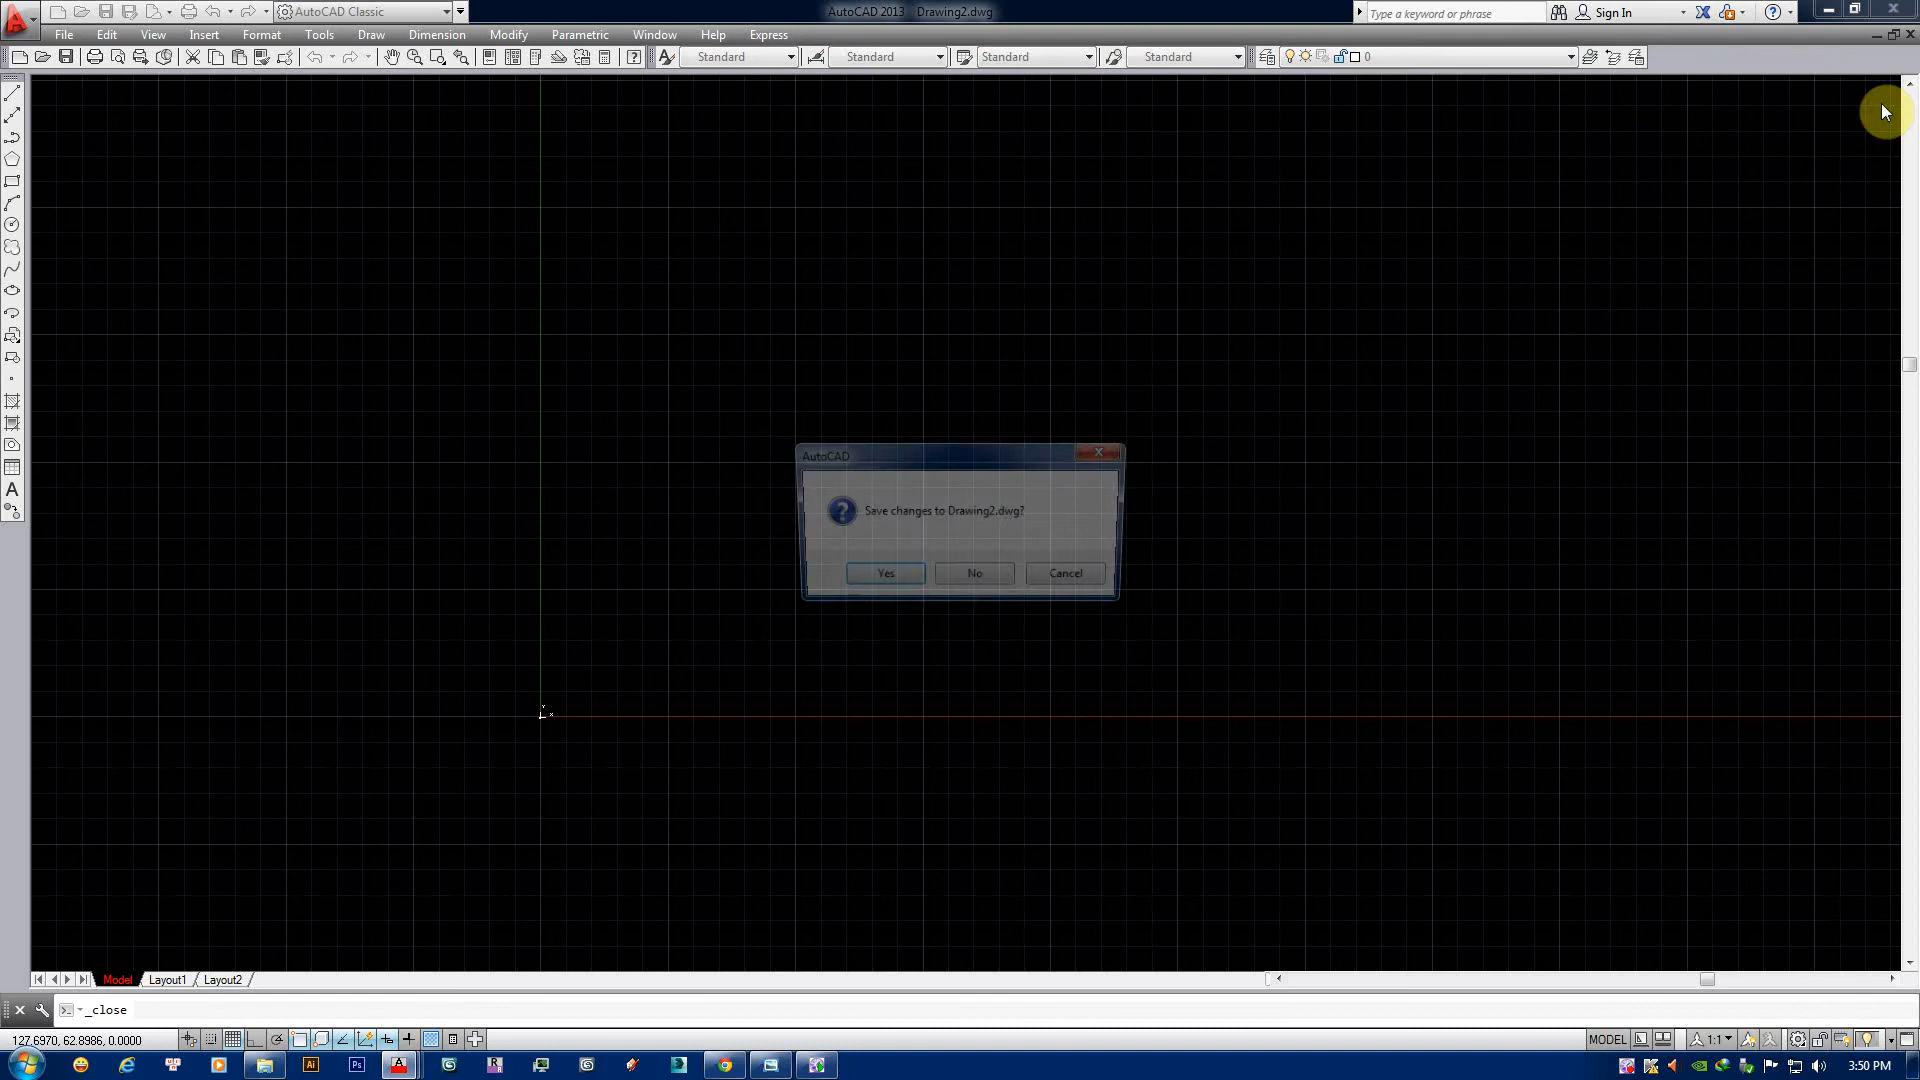 AutoCAD Classic
AutoCAD 2013 Drawing2.dwg
Type a keyword or phrase
Sign In
File Edit View Insert Format Tools Draw Dimension Modify Parametric Window Help Express
Standard Standard Standard Standard 0
AutoCAD
Save changes to Drawing2.dwg?
Yes No Cancel
Y
X
A
Model Layout1 Layout2
_close
127.6970, 62.8986, 0.0000
MODEL 1:1
Ai Ps
3:50 PM